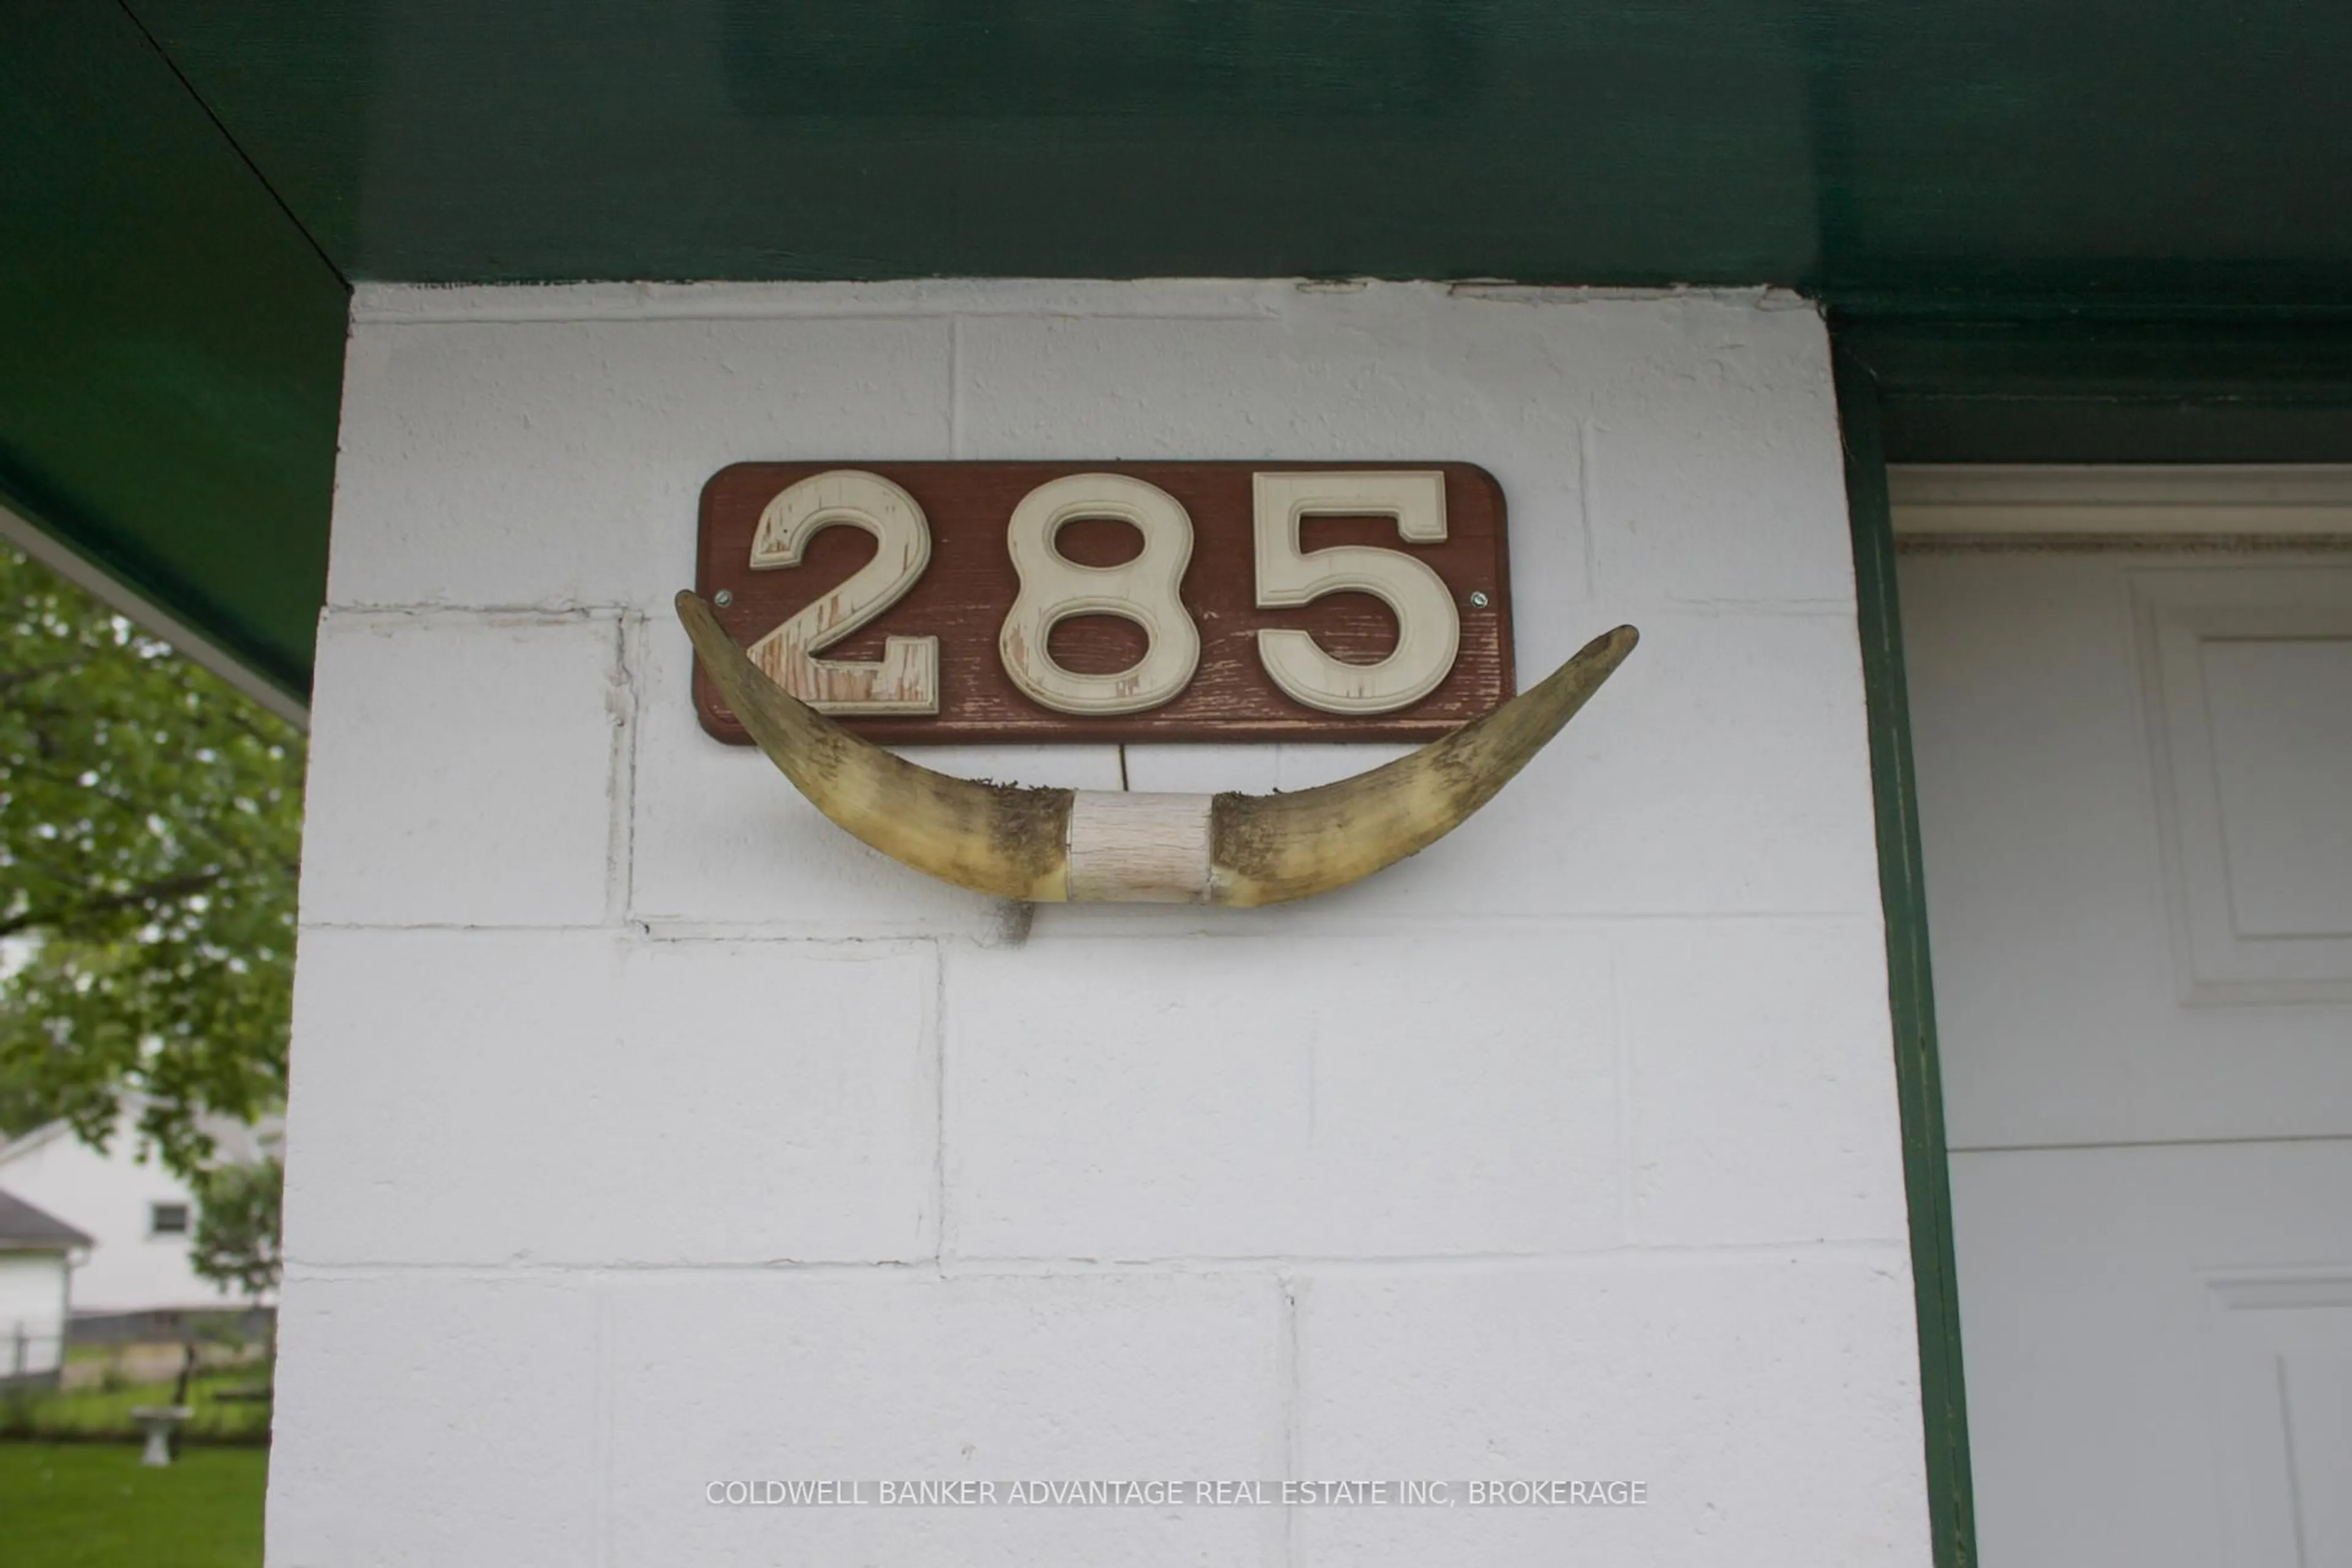 285
COLDWELL BANKER ADVANTAGE REAL ESTATE INC, BROKERAGE